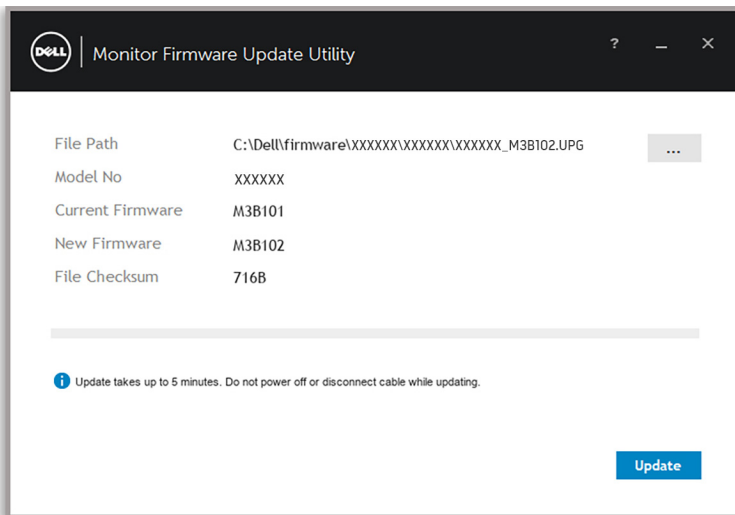 DELL Monitor Firmware Update Utility ? _ ×
File Path C:\Dell\firmware\XXXXXX\XXXXXX\XXXXXX_M3B102.UPG ...
Model No XXXXXX
Current Firmware M3B101
New Firmware M3B102
File Checksum 716B
i Update takes up to 5 minutes. Do not power off or disconnect cable while updating.
Update